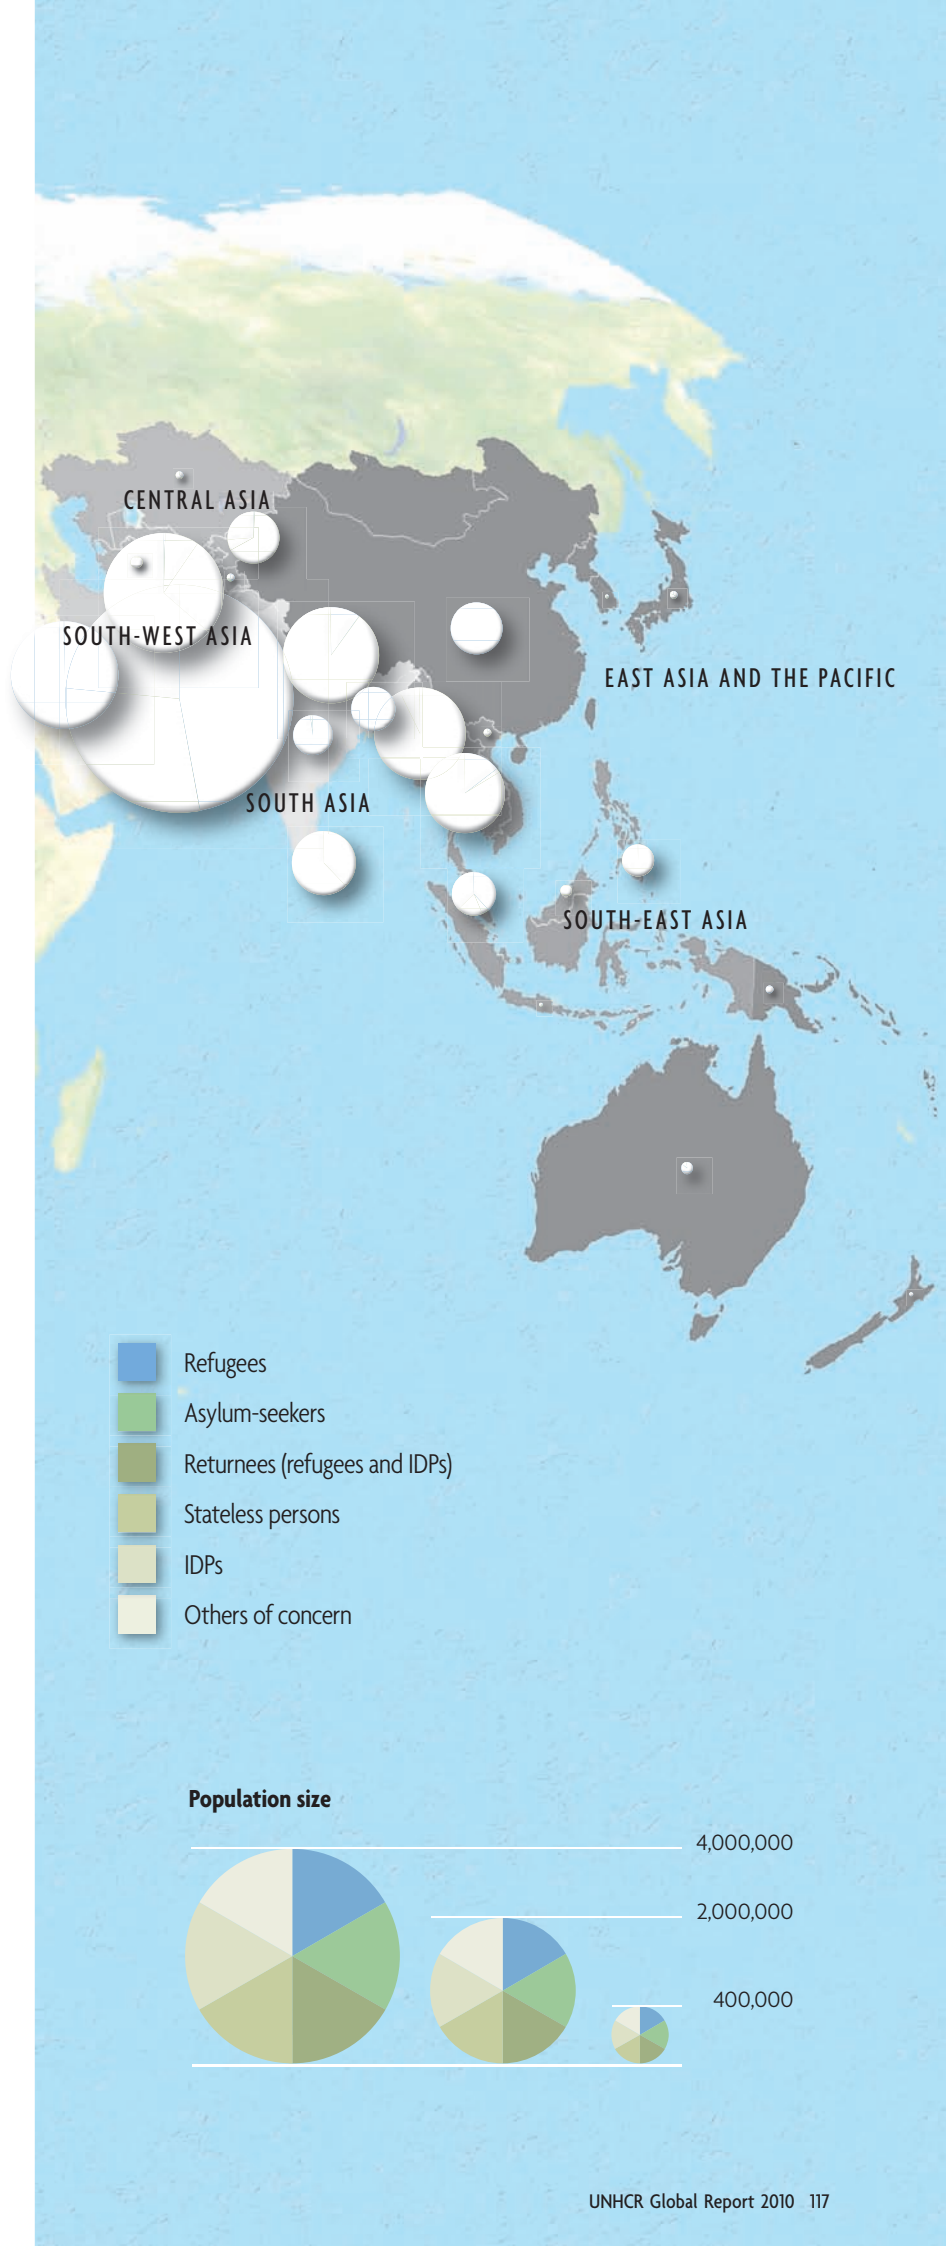 CENTRAL ASIA
SOUTH-WEST ASIA
EAST ASIA AND THE PACIFIC
SOUTH ASIA
SOUTH-EAST ASIA
Refugees
Asylum-seekers
Returnees (refugees and IDPs)
Stateless persons
IDPs
Others of concern
Population size
4,000,000
2,000,000
400,000
UNHCR Global Report 2010 117